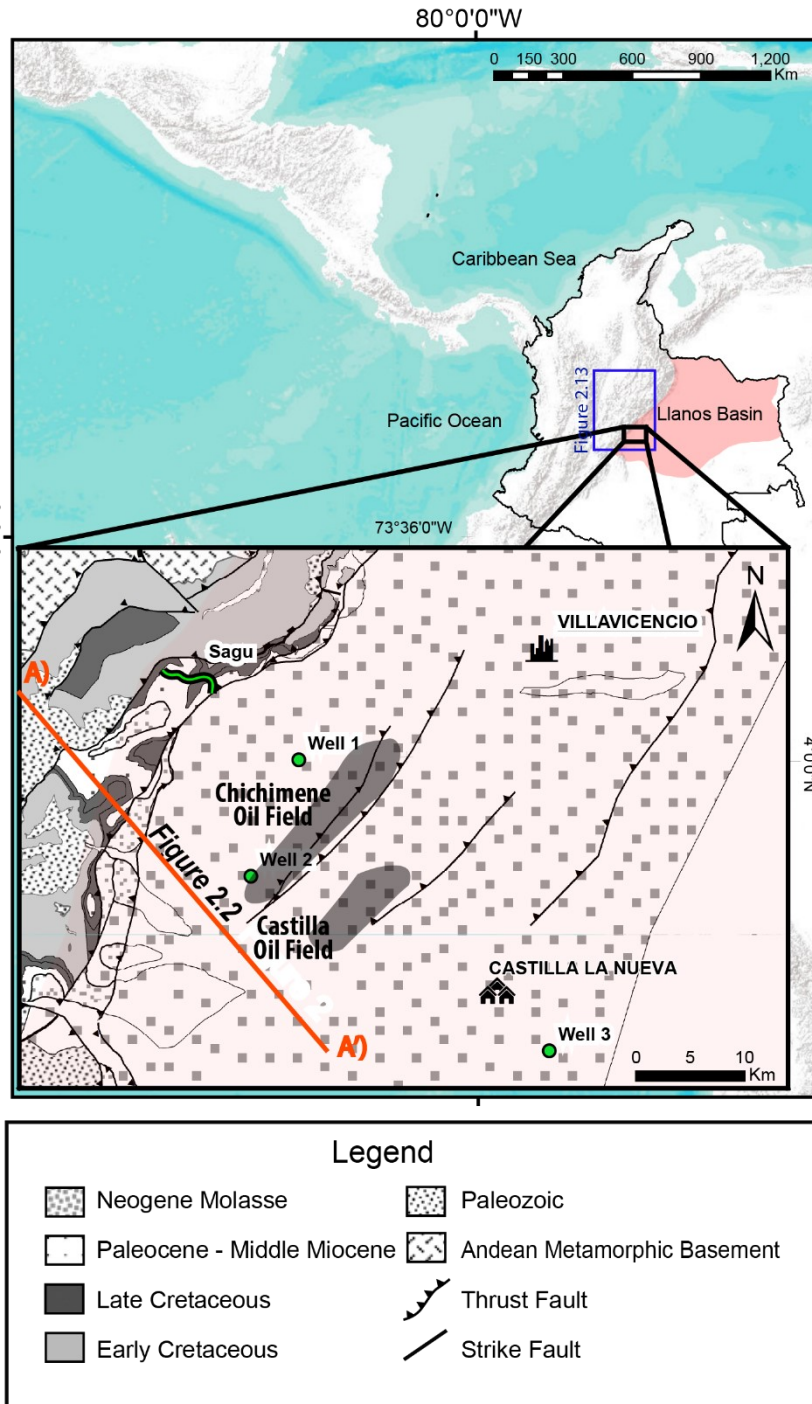 80°0'0"W
0 150 300 600 900 1,200
Km
Caribbean Sea
Figure 2.13
Llanos Basin
Pacific Ocean
73°36'0"W
N
VILLAVICENCIO
Sagu
A)
Well 1
4°00'N
Chichimene
Oil Field
Figure 2.2
Well 2
Castilla
Oil Field
CASTILLA LA NUEVA
Well 3
A')
0 5 10
Km
Legend
Neogene Molasse
Paleozoic
Paleocene - Middle Miocene
Andean Metamorphic Basement
Late Cretaceous
Thrust Fault
Early Cretaceous
Strike Fault